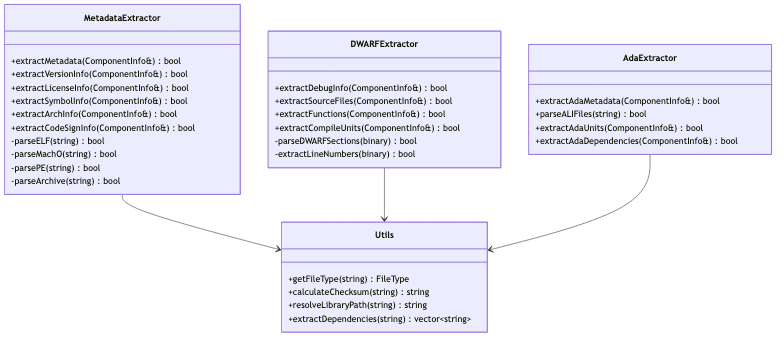 MetadataExtractor
+extractMetadata(ComponentInfo&) : bool
+extractVersionInfo(ComponentInfo&) : bool
+extractLicenseInfo(ComponentInfo&) : bool
+extractSymbolInfo(ComponentInfo&) : bool
+extractArchInfo(ComponentInfo&) : bool
+extractCodeSignInfo(ComponentInfo&) : bool
-parseELF(string) : bool
-parseMachO(string) : bool
-parsePE(string) : bool
-parseArchive(string) : bool
DWARFExtractor
+extractDebugInfo(ComponentInfo&) : bool
+extractSourceFiles(ComponentInfo&) : bool
+extractFunctions(ComponentInfo&) : bool
+extractCompileUnits(ComponentInfo&) : bool
-parseDWARFSections(binary) : bool
-extractLineNumbers(binary) : bool
AdaExtractor
+extractAdaMetadata(ComponentInfo&) : bool
+parseALIFiles(string) : bool
+extractAdaUnits(ComponentInfo&) : bool
+extractAdaDependencies(ComponentInfo&) : bool
Utils
+getFileType(string) : FileType
+calculateChecksum(string) : string
+resolveLibraryPath(string) : string
+extractDependencies(string) : vector<string>